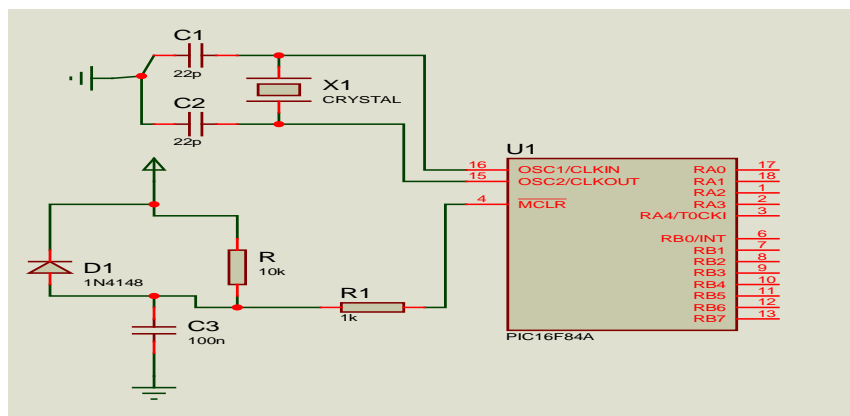 C1
22p
X1
CRYSTAL
C2
22p
U1
16 OSC1/CLKIN RA0 17
15 OSC2/CLKOUT RA1 18
RA2 1
4 MCLR RA3 2
RA4/T0CKI 3
RB0/INT 6
RB1 7
RB2 8
RB3 9
RB4 10
RB5 11
RB6 12
RB7 13
PIC16F84A
D1
1N4148
R
10k
R1
1k
C3
100n